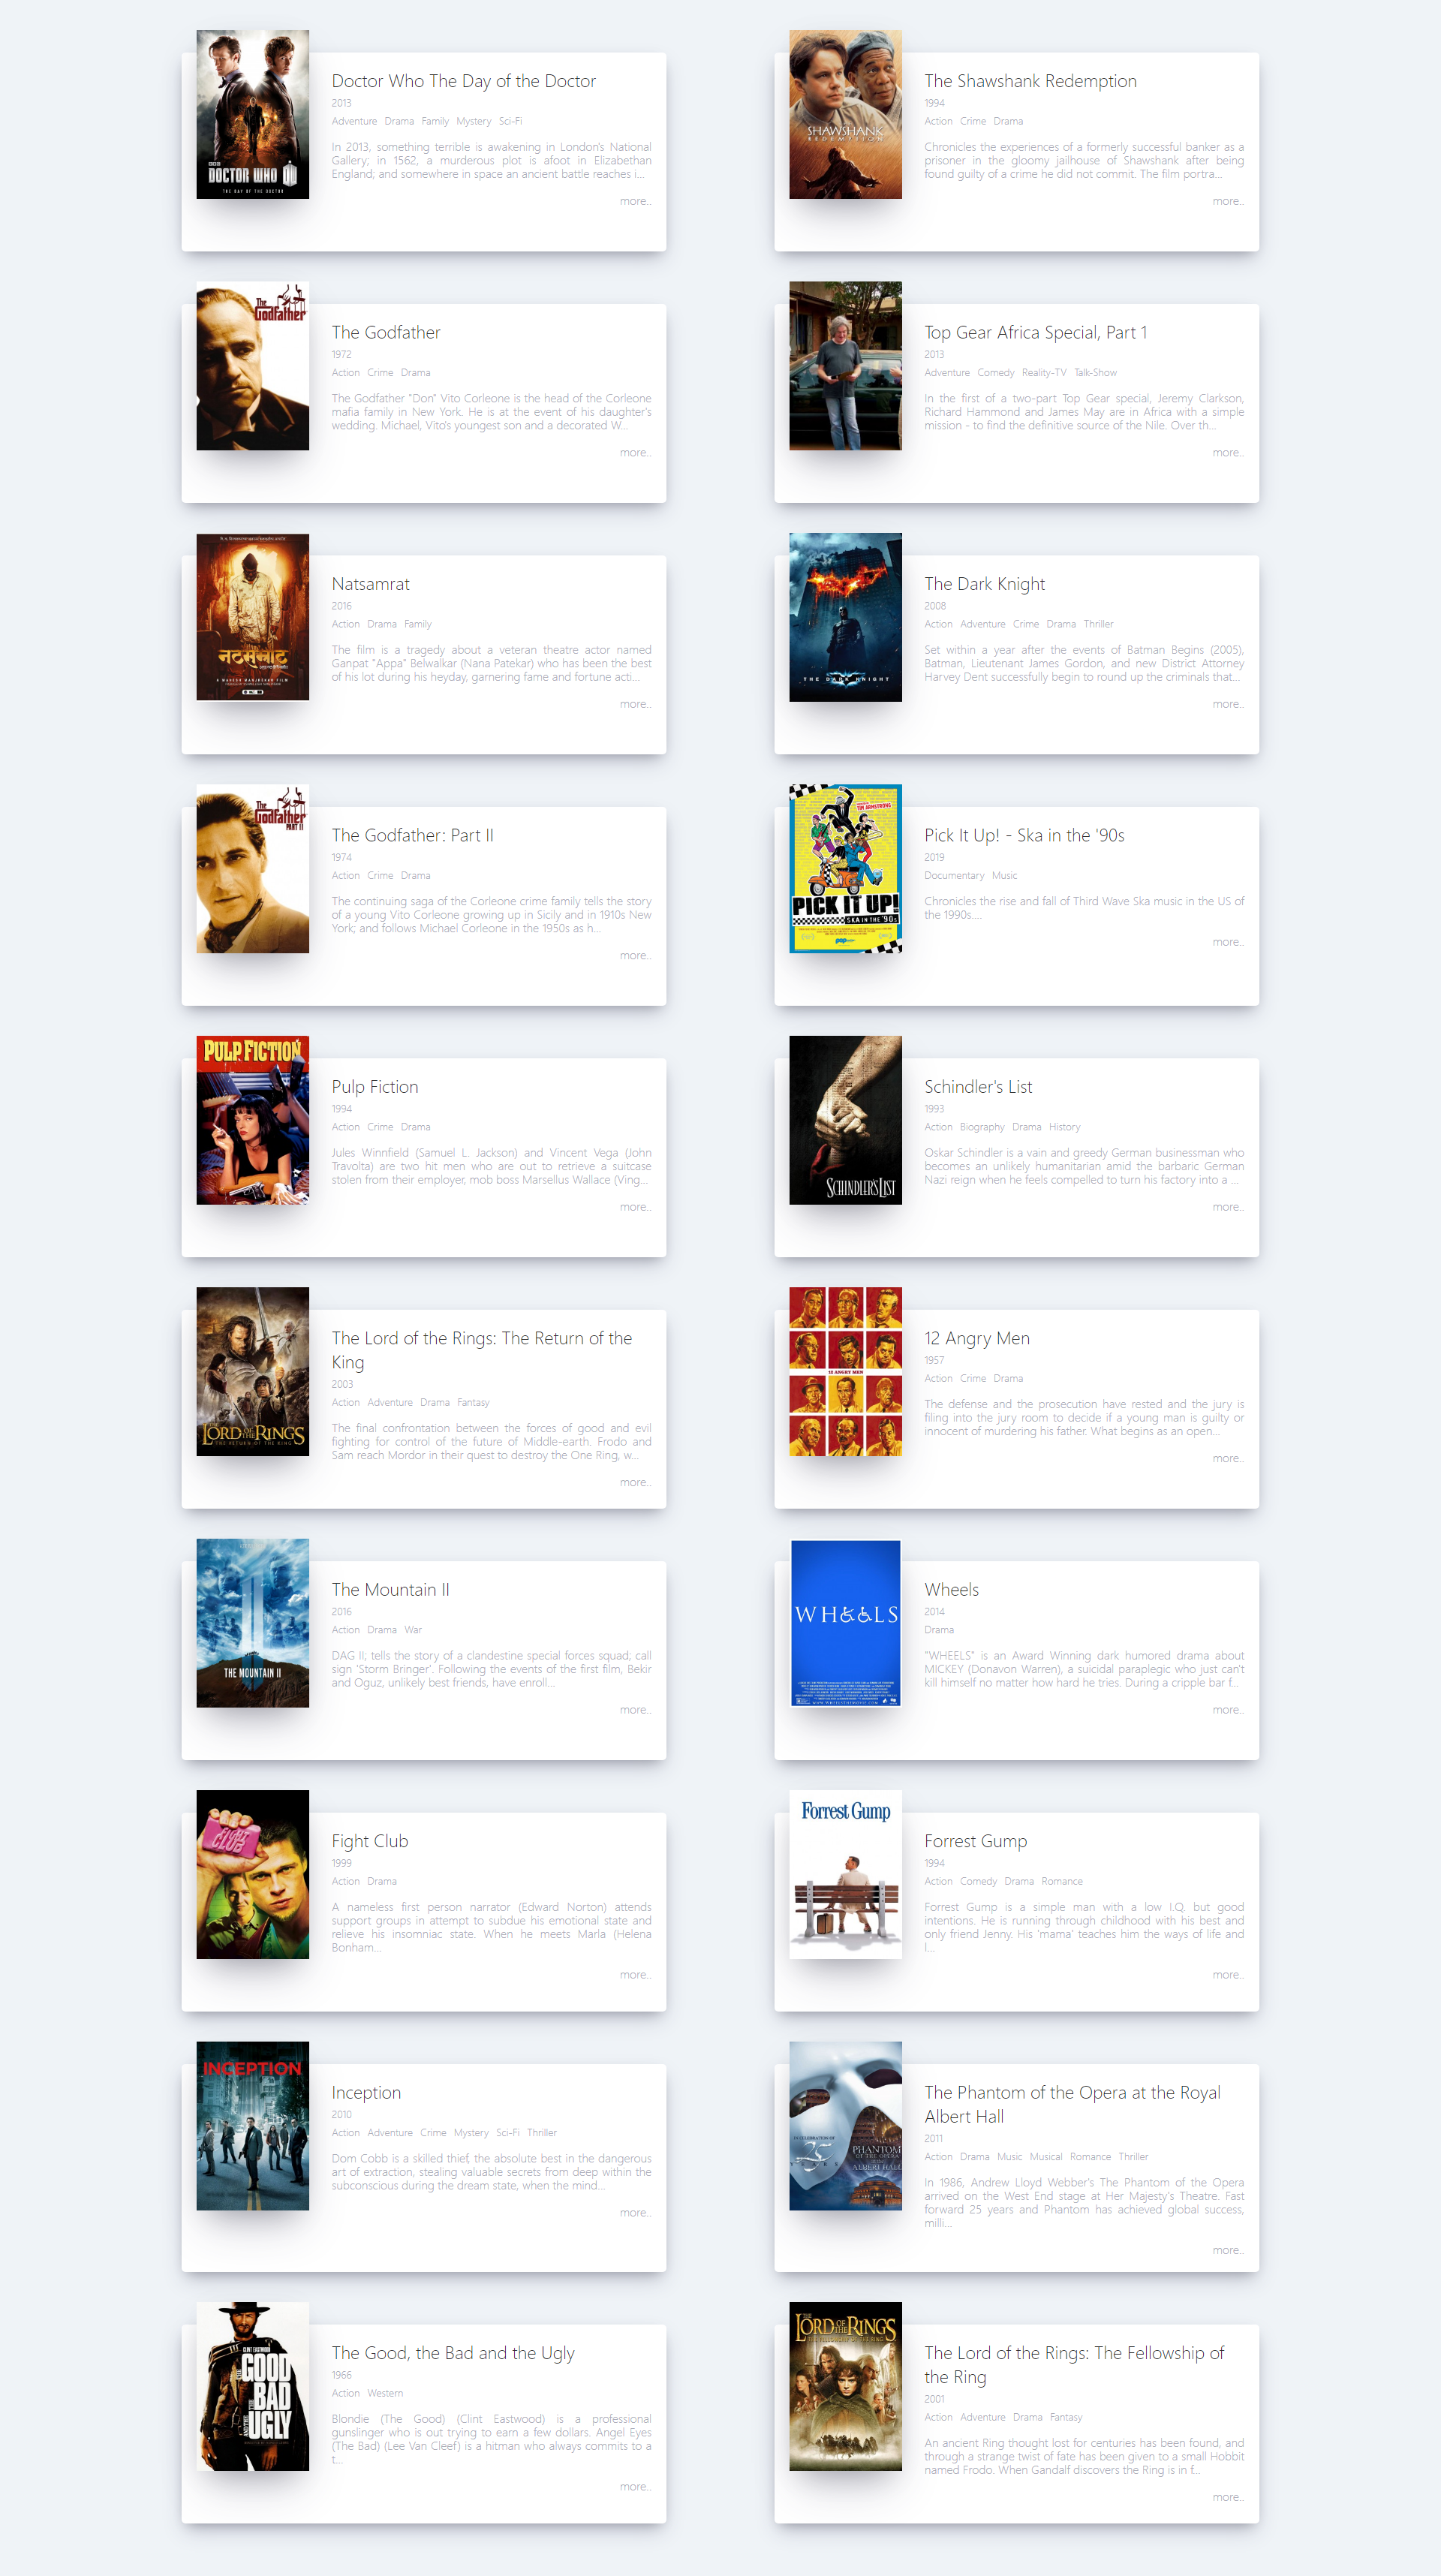 DOCTOR WHO
THE DAY OF THE DOCTOR
Doctor Who The Day of the Doctor
2013
Adventure Drama Family Mystery Sci-Fi
In 2013, something terrible is awakening in London's National
Gallery; in 1562, a murderous plot is afoot in Elizabethan
England; and somewhere in space an ancient battle reaches i...
more..
SHAWSHANK
REDEMPTION
The Shawshank Redemption
1994
Action Crime Drama
Chronicles the experiences of a formerly successful banker as a
prisoner in the gloomy jailhouse of Shawshank after being
found guilty of a crime he did not commit. The film portra...
more..
The
Godfather
The Godfather
1972
Action Crime Drama
The Godfather "Don" Vito Corleone is the head of the Corleone
mafia family in New York. He is at the event of his daughter's
wedding. Michael, Vito's youngest son and a decorated W...
more..
Top Gear Africa Special, Part 1
2013
Adventure Comedy Reality-TV Talk-Show
In the first of a two-part Top Gear special, Jeremy Clarkson,
Richard Hammond and James May are in Africa with a simple
mission - to find the definitive source of the Nile. Over th...
more..
नटसम्राट
A MAHESH MANJREKAR FILM
Natsamrat
2016
Action Drama Family
The film is a tragedy about a veteran theatre actor named
Ganpat "Appa" Belwalkar (Nana Patekar) who has been the best
of his lot during his heyday, garnering fame and fortune acti...
more..
THE DARK KNIGHT
The Dark Knight
2008
Action Adventure Crime Drama Thriller
Set within a year after the events of Batman Begins (2005),
Batman, Lieutenant James Gordon, and new District Attorney
Harvey Dent successfully begin to round up the criminals that...
more..
The
Godfather
PART II
The Godfather: Part II
1974
Action Crime Drama
The continuing saga of the Corleone crime family tells the story
of a young Vito Corleone growing up in Sicily and in 1910s New
York; and follows Michael Corleone in the 1950s as h...
more..
TIM ARMSTRONG
PICK IT UP!
SKA IN THE '90s
Pick It Up! - Ska in the '90s
2019
Documentary Music
Chronicles the rise and fall of Third Wave Ska music in the US of
the 1990s....
more..
PULP FICTION
Pulp Fiction
1994
Action Crime Drama
Jules Winnfield (Samuel L. Jackson) and Vincent Vega (John
Travolta) are two hit men who are out to retrieve a suitcase
stolen from their employer, mob boss Marsellus Wallace (Ving...
more..
SCHINDLER'S LIST
Schindler's List
1993
Action Biography Drama History
Oskar Schindler is a vain and greedy German businessman who
becomes an unlikely humanitarian amid the barbaric German
Nazi reign when he feels compelled to turn his factory into a ...
more..
THE
LORD OF THE RINGS
THE RETURN OF THE KING
The Lord of the Rings: The Return of the
King
2003
Action Adventure Drama Fantasy
The final confrontation between the forces of good and evil
fighting for control of the future of Middle-earth. Frodo and
Sam reach Mordor in their quest to destroy the One Ring, w...
more..
12 ANGRY MEN
12 Angry Men
1957
Action Crime Drama
The defense and the prosecution have rested and the jury is
filing into the jury room to decide if a young man is guilty or
innocent of murdering his father. What begins as an open...
more..
THE MOUNTAIN II
The Mountain II
2016
Action Drama War
DAG II; tells the story of a clandestine special forces squad; call
sign 'Storm Bringer'. Following the events of the first film, Bekir
and Oguz, unlikely best friends, have enroll...
more..
WHEELS
Wheels
2014
Drama
"WHEELS" is an Award Winning dark humored drama about
MICKEY (Donavon Warren), a suicidal paraplegic who just can't
kill himself no matter how hard he tries. During a cripple bar f...
more..
CLUB
Fight Club
1999
Action Drama
A nameless first person narrator (Edward Norton) attends
support groups in attempt to subdue his emotional state and
relieve his insomniac state. When he meets Marla (Helena
Bonham...
more..
Forrest Gump
Forrest Gump
1994
Action Comedy Drama Romance
Forrest Gump is a simple man with a low I.Q. but good
intentions. He is running through childhood with his best and
only friend Jenny. His 'mama' teaches him the ways of life and
l...
more..
INCEPTION
Inception
2010
Action Adventure Crime Mystery Sci-Fi Thriller
Dom Cobb is a skilled thief, the absolute best in the dangerous
art of extraction, stealing valuable secrets from deep within the
subconscious during the dream state, when the mind...
more..
25
PHANTOM
OF THE OPERA
ALBERT HALL
The Phantom of the Opera at the Royal
Albert Hall
2011
Action Drama Music Musical Romance Thriller
In 1986, Andrew Lloyd Webber's The Phantom of the Opera
arrived on the West End stage at Her Majesty's Theatre. Fast
forward 25 years and Phantom has achieved global success,
milli...
more..
CLINT EASTWOOD
THE GOOD
THE BAD
AND THE UGLY
The Good, the Bad and the Ugly
1966
Action Western
Blondie (The Good) (Clint Eastwood) is a professional
gunslinger who is out trying to earn a few dollars. Angel Eyes
(The Bad) (Lee Van Cleef) is a hitman who always commits to a
t...
more..
THE
LORD OF THE RINGS
The Lord of the Rings: The Fellowship of
the Ring
2001
Action Adventure Drama Fantasy
An ancient Ring thought lost for centuries has been found, and
through a strange twist of fate has been given to a small Hobbit
named Frodo. When Gandalf discovers the Ring is in f...
more..